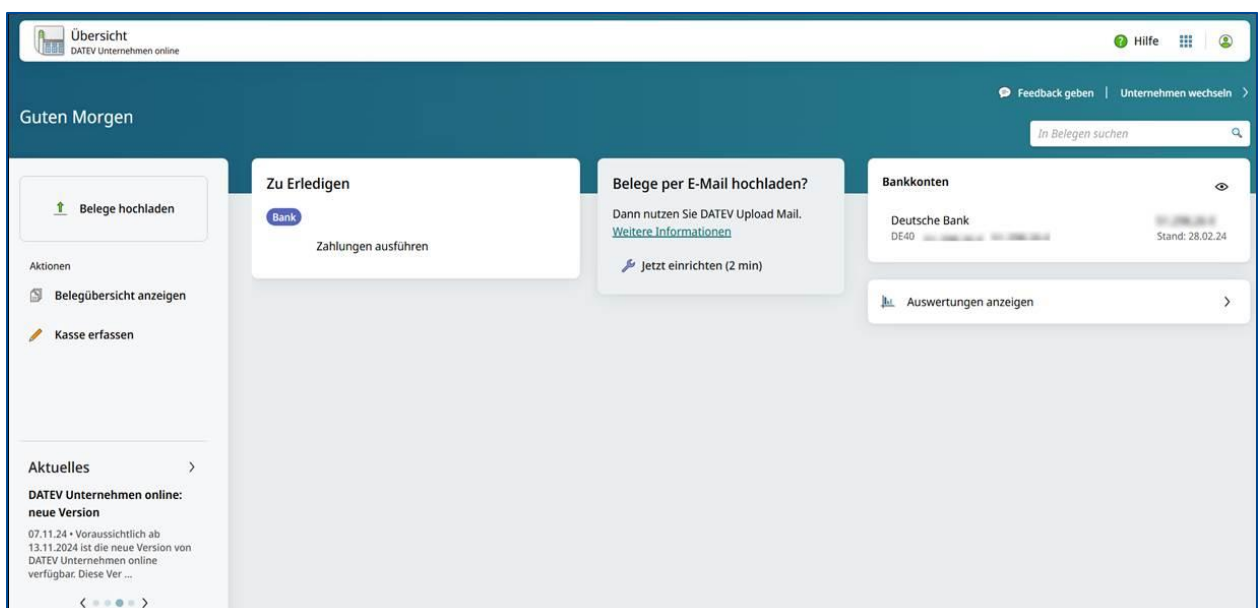 Übersicht
DATEV Unternehmen online
Hilfe
Feedback geben | Unternehmen wechseln
Guten Morgen
In Belegen suchen
Belege hochladen
Aktionen
Belegübersicht anzeigen
Kasse erfassen
Aktuelles
DATEV Unternehmen online:
neue Version
07.11.24 • Voraussichtlich ab
13.11.2024 ist die neue Version von
DATEV Unternehmen online
verfügbar. Diese Ver ...
Zu Erledigen
Bank
Zahlungen ausführen
Belege per E-Mail hochladen?
Dann nutzen Sie DATEV Upload Mail.
Weitere Informationen
Jetzt einrichten (2 min)
Bankkonten
Deutsche Bank
DE40
Stand: 28.02.24
Auswertungen anzeigen